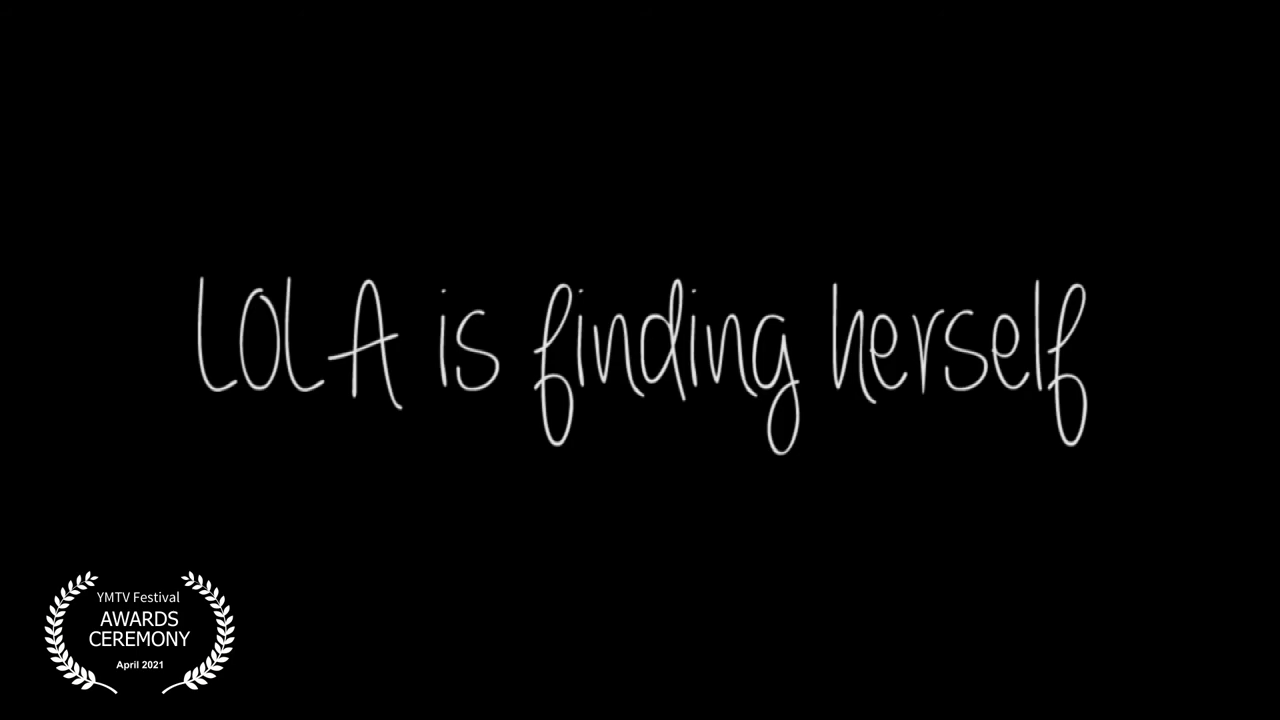 LOLA is finding herself
YMTV Festival
AWARDS
CEREMONY
April 2021